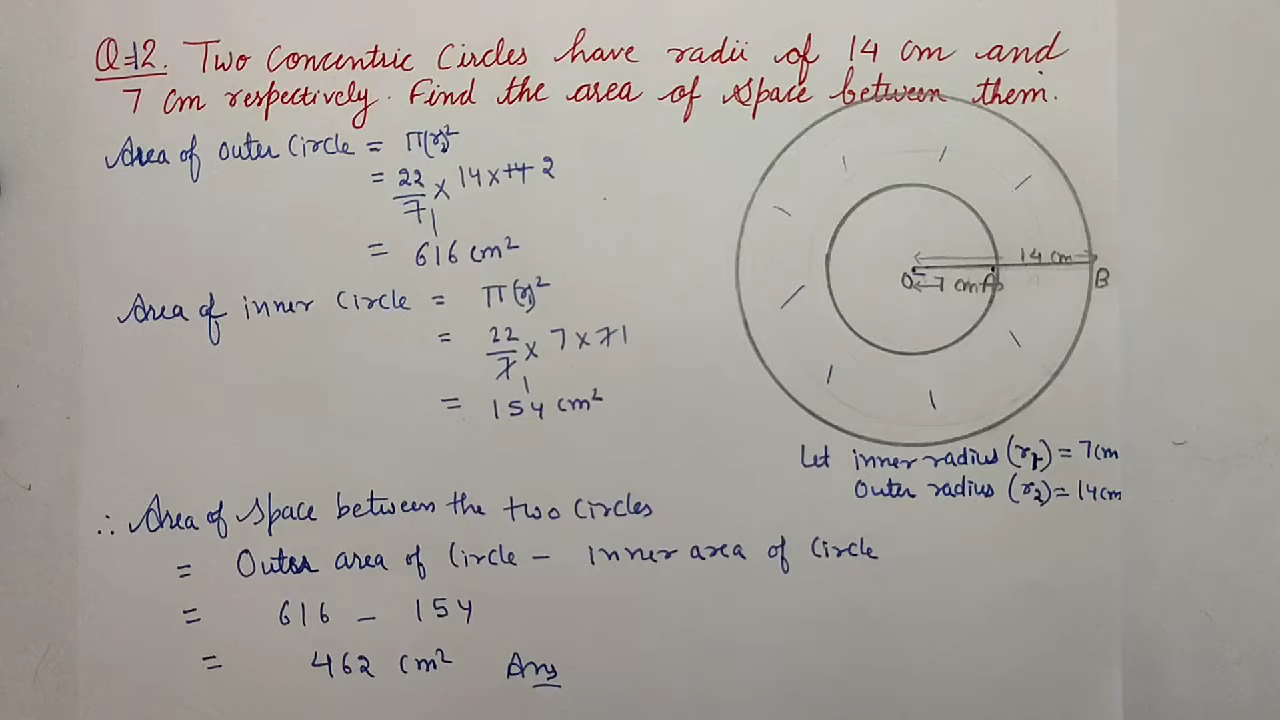 Q=12. Two Concentric Circles have radii of 14 cm and
7 cm respectively. Find the area of space between them.
Area of outer circle = π(r₂)²
= 22/7 × 14 × 14 2
1
= 616 cm²
Area of inner circle = π(r₁)²
= 22/7 × 7 × 7 1
1
= 154 cm²
14 cm
O 7 cm A B
Let inner radius (r₁) = 7cm
Outer radius (r₂) = 14cm
∴ Area of space between the two circles
= Outer area of circle - inner area of circle
= 616 - 154
= 462 cm² Ans